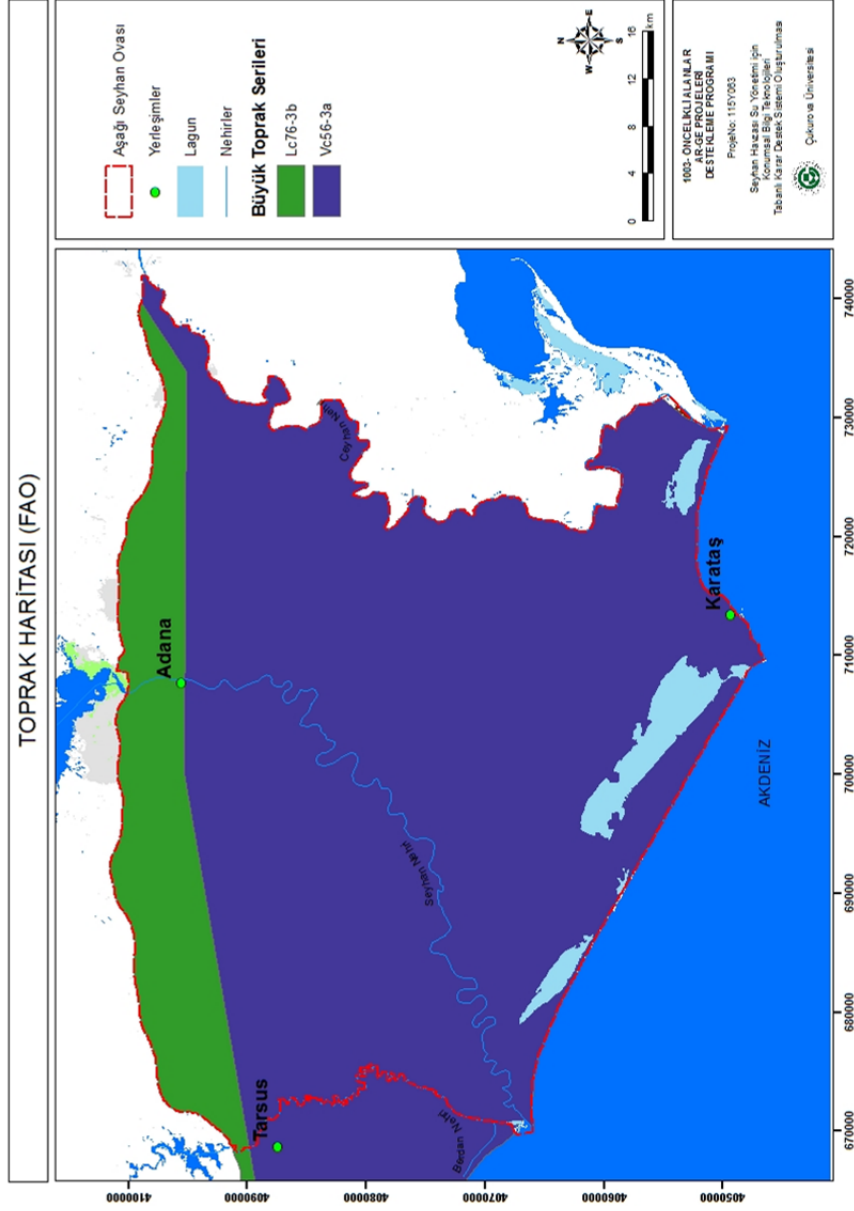 TOPRAK HARİTASI (FAO)
Adana
Tarsus
Karataş
Ceyhan Neh
Seyhan Nehri
Berdan Nehri
AKDENİZ
4100000
4090000
4080000
4070000
4060000
4050000
670000
680000
690000
700000
710000
720000
730000
740000
Aşağı Seyhan Ovası
Yerleşimler
Lagun
Nehirler
Büyük Toprak Serileri
Lc76-3b
Vc56-3a
N
W E
S
0 4 8 12 16
km
1003- ÖNCELİKLİ ALANLAR
AR-GE PROJELERİ
DESTEKLEME PROGRAMI
ProjeNo: 115Y063
Seyhan Havzası Su Yönetimi için
Konumsal Bilgi Teknolojileri
Tabanlı Karar Destek Sistemi Oluşturulması
Çukurova Üniversitesi